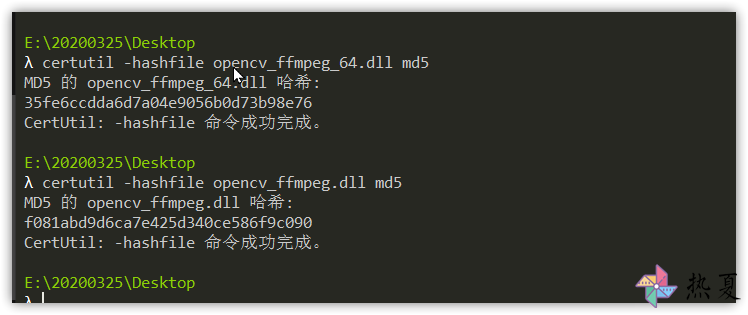 E:\20200325\Desktop
λ certutil -hashfile opencv_ffmpeg_64.dll md5
MD5 的 opencv_ffmpeg_64.dll 哈希:
35fe6ccdda6d7a04e9056b0d73b98e76
CertUtil: -hashfile 命令成功完成。
E:\20200325\Desktop
λ certutil -hashfile opencv_ffmpeg.dll md5
MD5 的 opencv_ffmpeg.dll 哈希:
f081abd9d6ca7e425d340ce586f9c090
CertUtil: -hashfile 命令成功完成。
E:\20200325\Desktop
λ
热夏